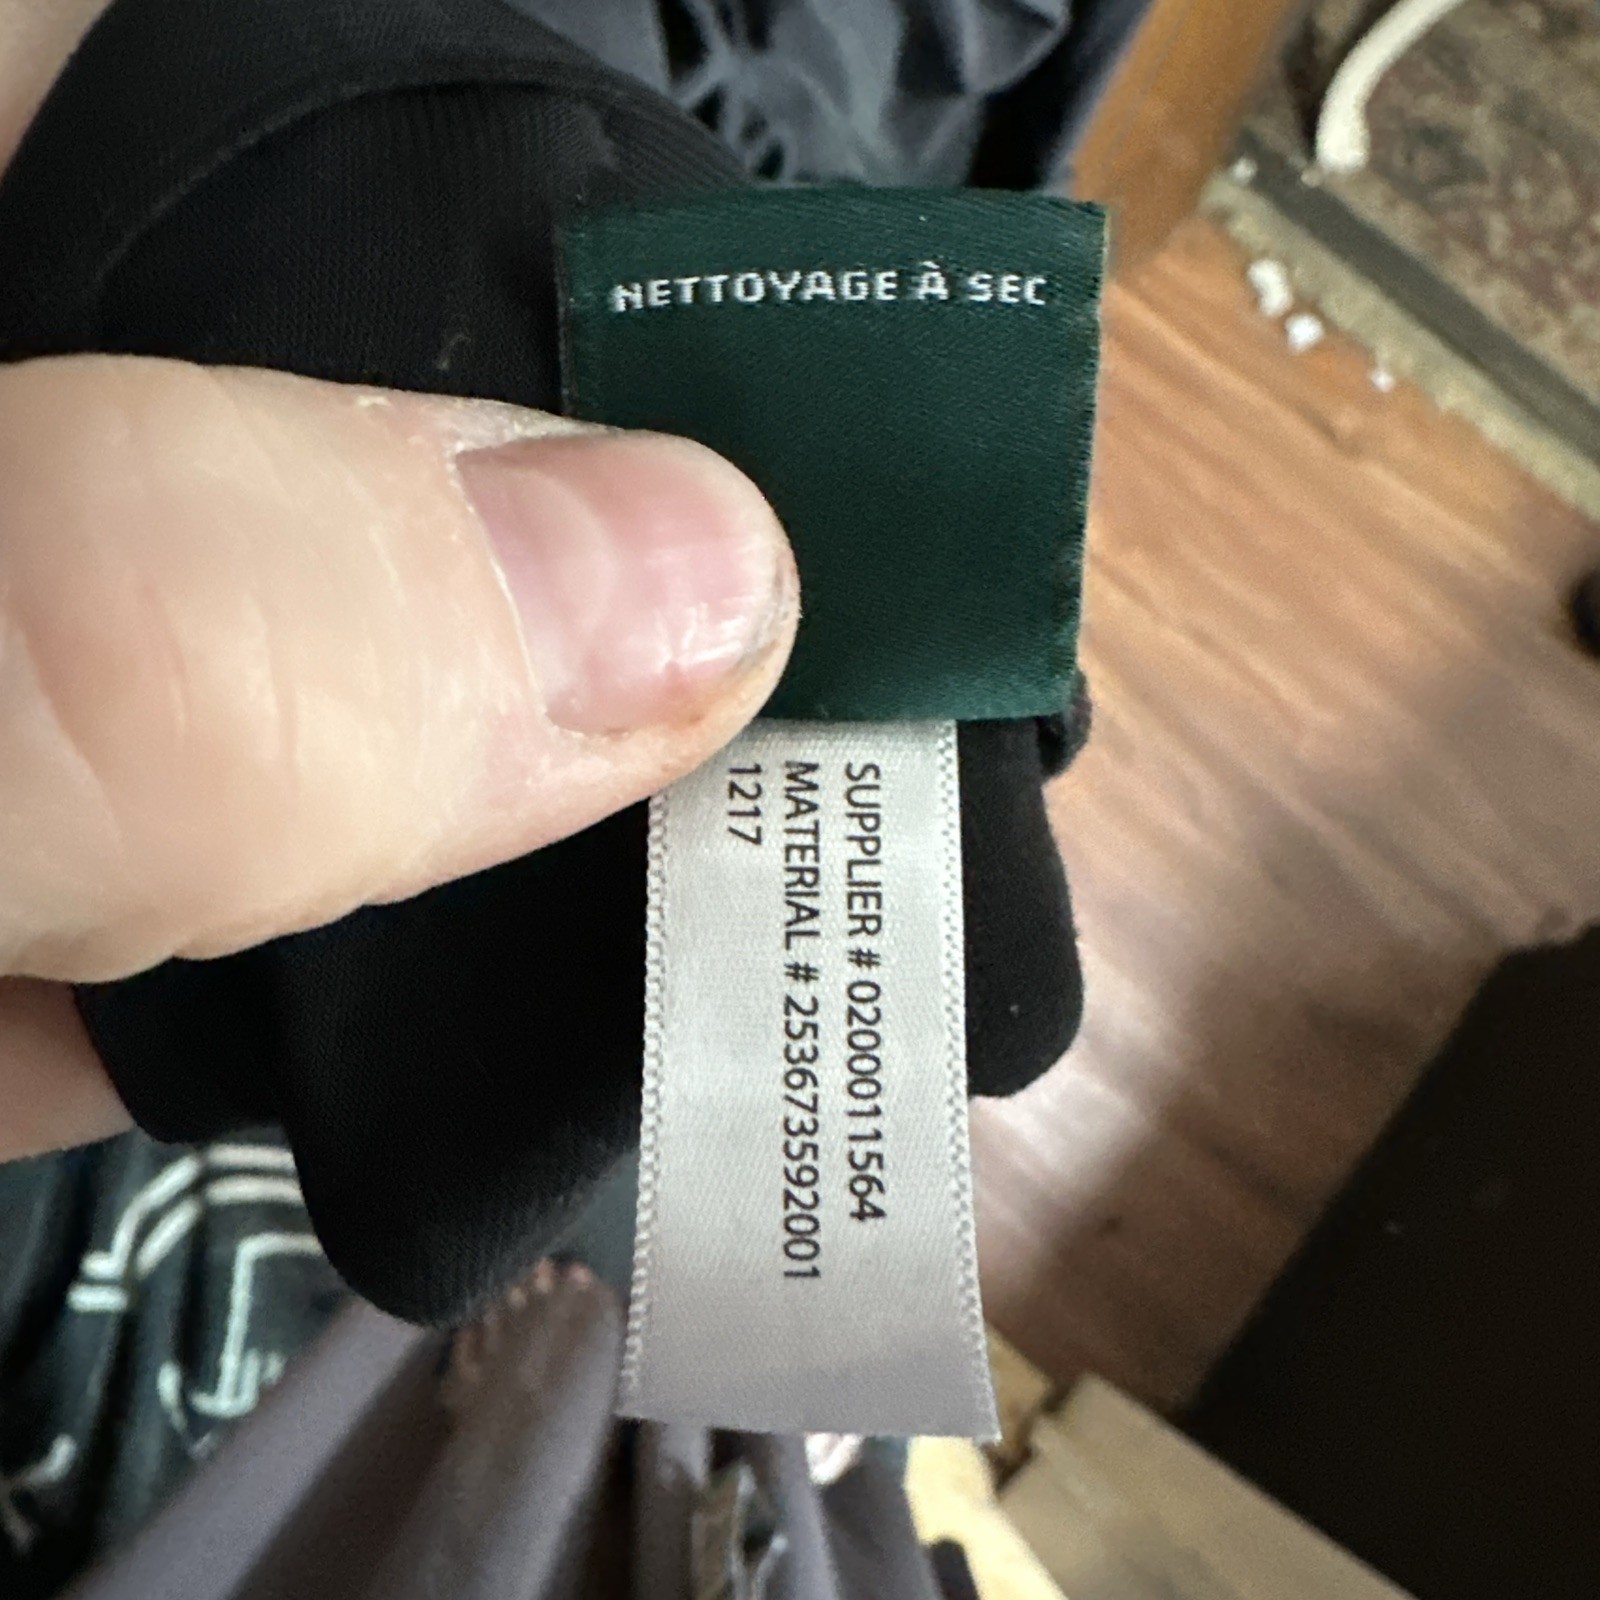 NETTOYAGE À SEC
SUPPLIER # 0200011564
MATERIAL # 253673592001
1217